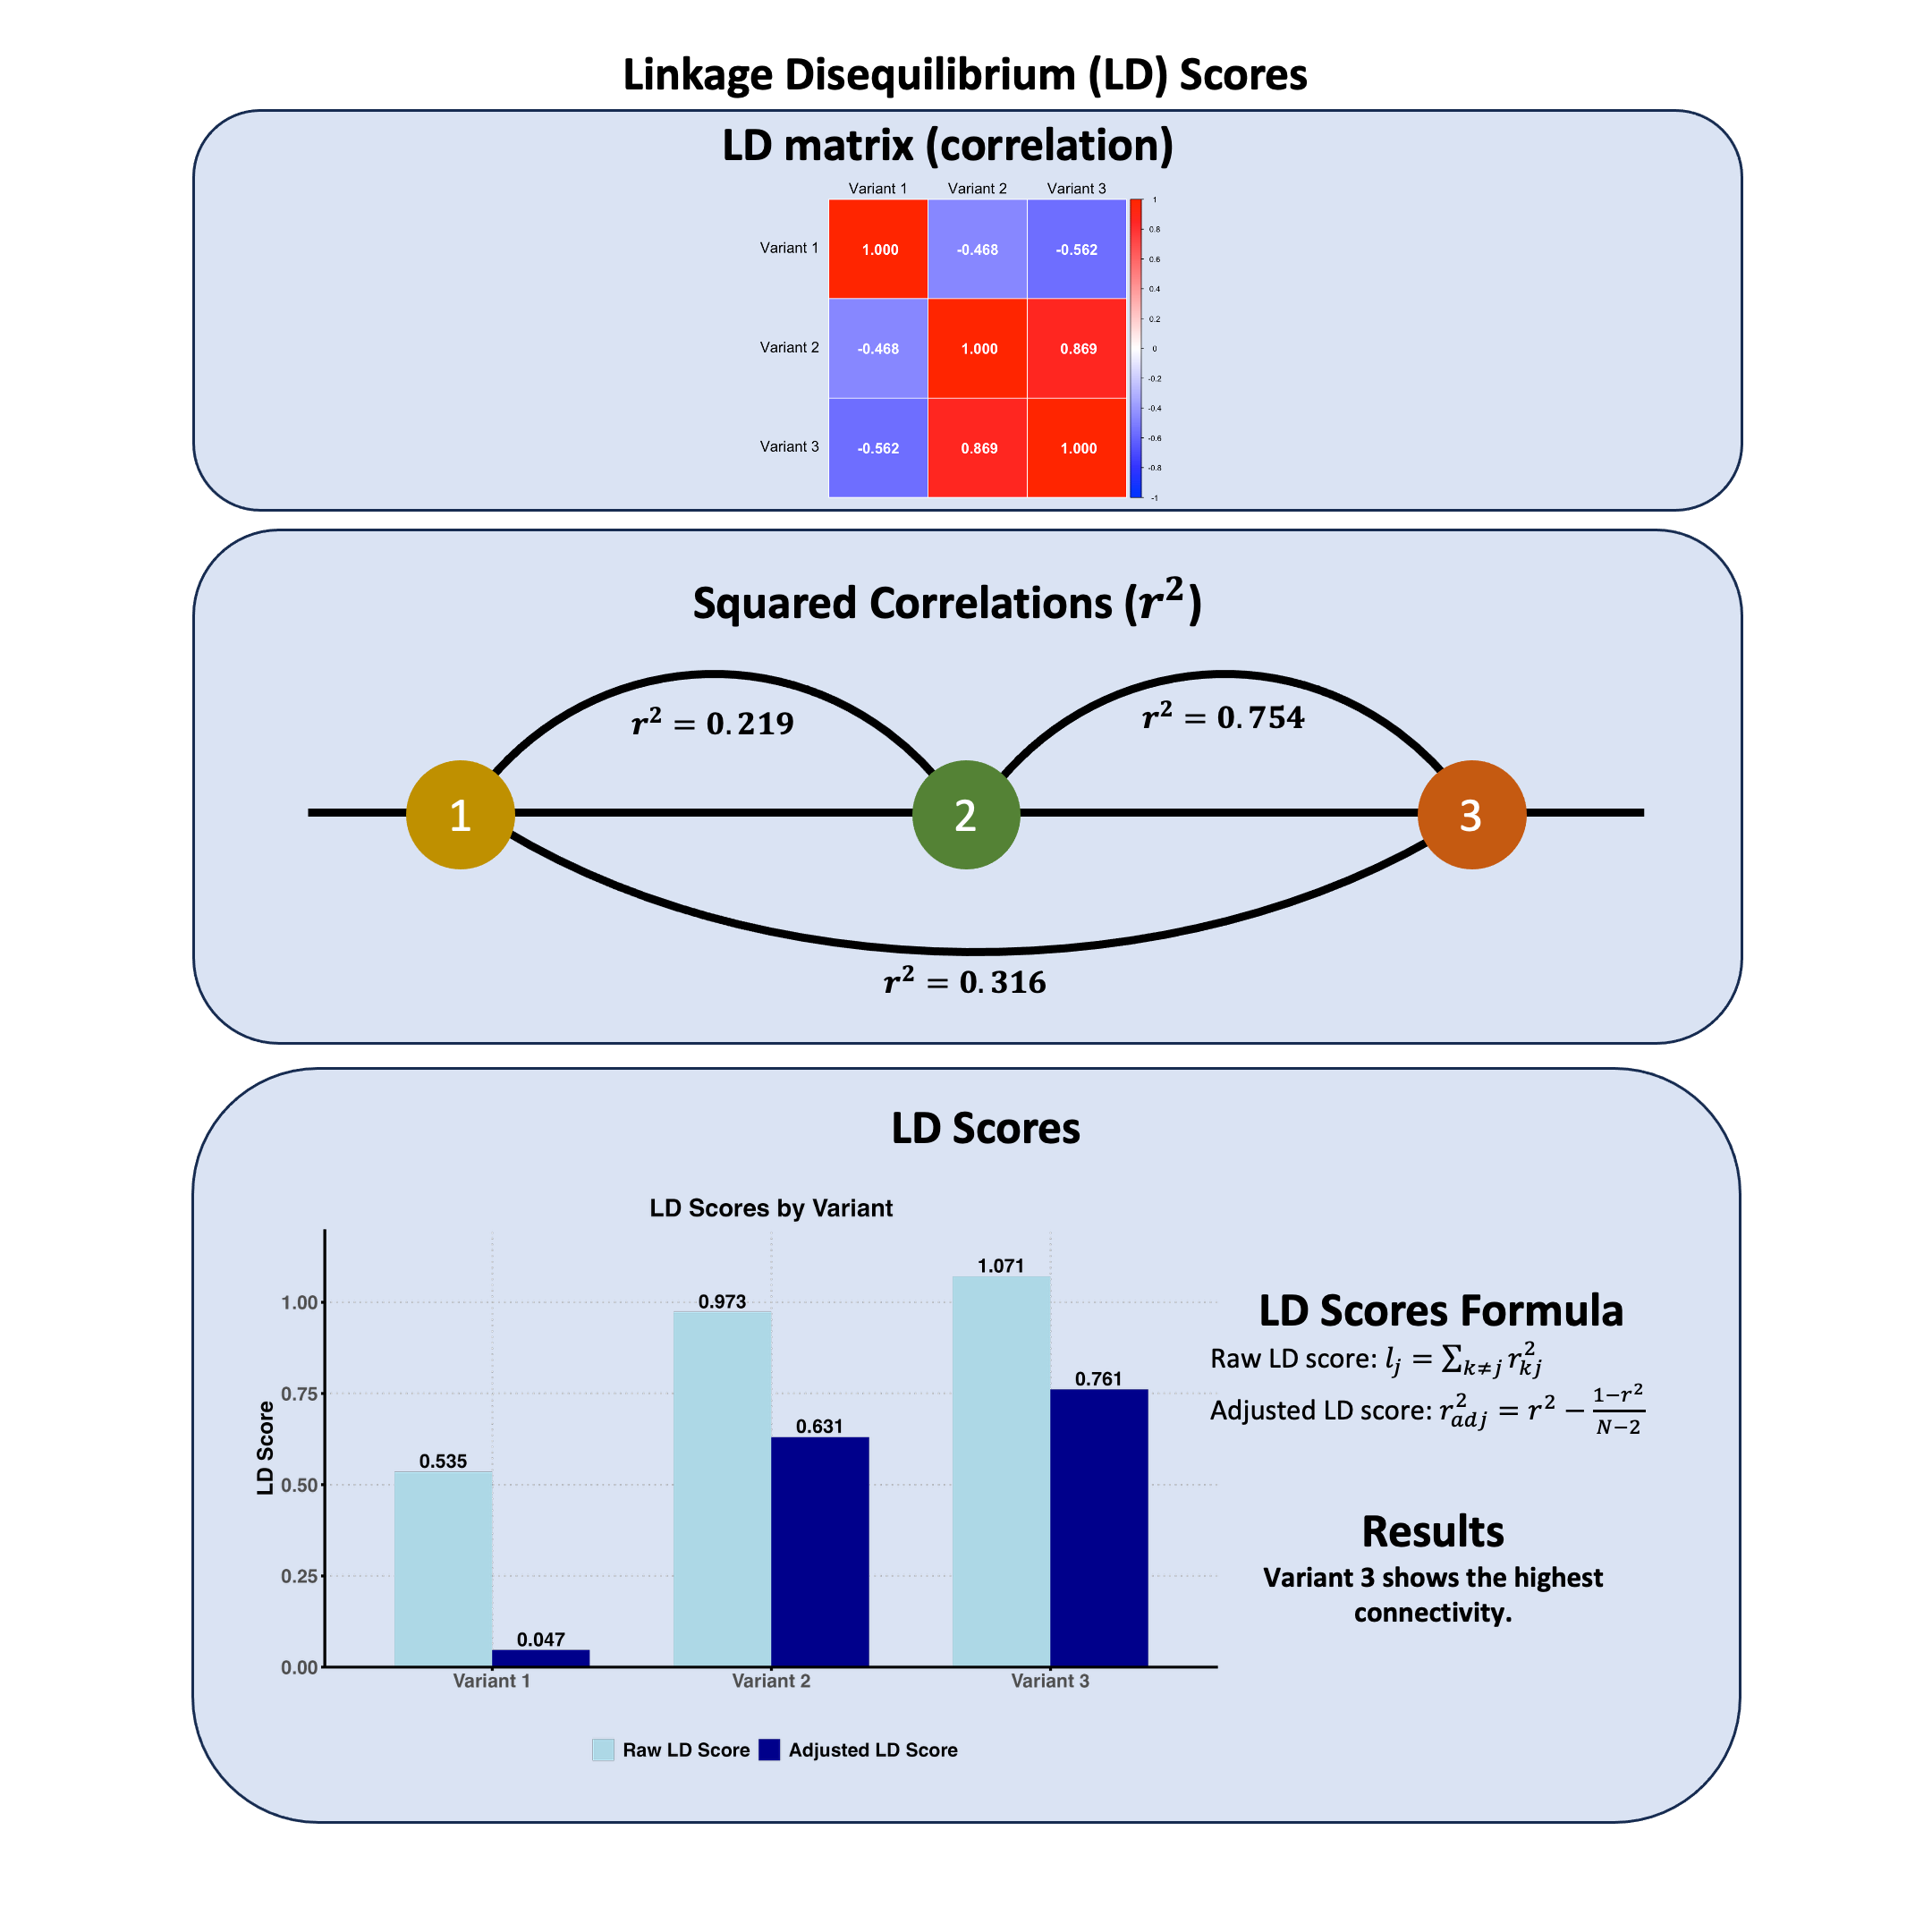 Linkage Disequilibrium (LD) Scores
LD matrix (correlation)
Variant 1 Variant 2 Variant 3
Variant 1 1.000 -0.468 -0.562
Variant 2 -0.468 1.000 0.869
Variant 3 -0.562 0.869 1.000
1
0.8
0.6
0.4
0.2
0
-0.2
-0.4
-0.6
-0.8
-1
Squared Correlations (r²)
r² = 0.219
r² = 0.754
1 2 3
r² = 0.316
LD Scores
LD Scores by Variant
LD Score
1.00
0.75
0.50
0.25
0.00
0.535
0.047
0.973
0.631
1.071
0.761
Variant 1 Variant 2 Variant 3
Raw LD Score Adjusted LD Score
LD Scores Formula
Raw LD score: l_j = ∑_{k≠j} r²_{kj}
Adjusted LD score: r²_{adj} = r² − \frac{1−r²}{N−2}
Results
Variant 3 shows the highest
connectivity.